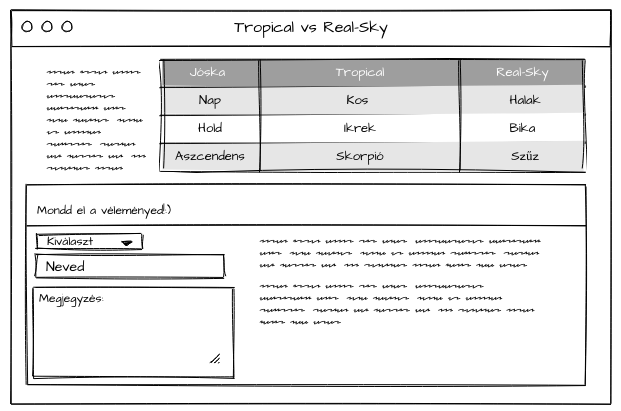 Tropical vs Real-Sky
Jóska Tropical Real-Sky
Nap Kos Halak
Hold Ikrek Bika
Aszcendens Skorpió Szűz
Mondd el a véleményed!:)
Kiválaszt
Neved
Megjegyzés: